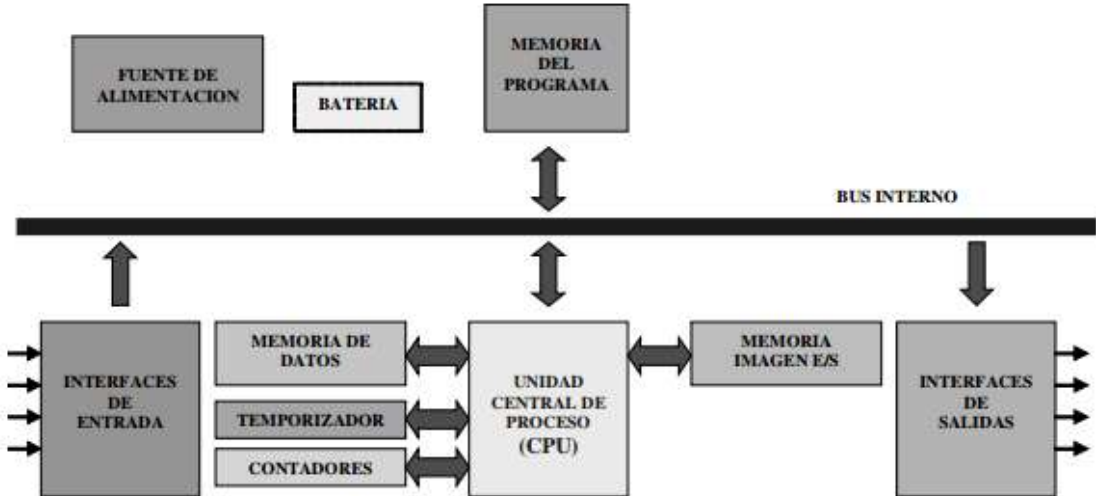 FUENTE DE
ALIMENTACION
BATERIA
MEMORIA
DEL
PROGRAMA
BUS INTERNO
INTERFACES
DE
ENTRADA
MEMORIA DE
DATOS
TEMPORIZADOR
CONTADORES
UNIDAD
CENTRAL DE
PROCESO
(CPU)
MEMORIA
IMAGEN E/S
INTERFACES
DE
SALIDAS